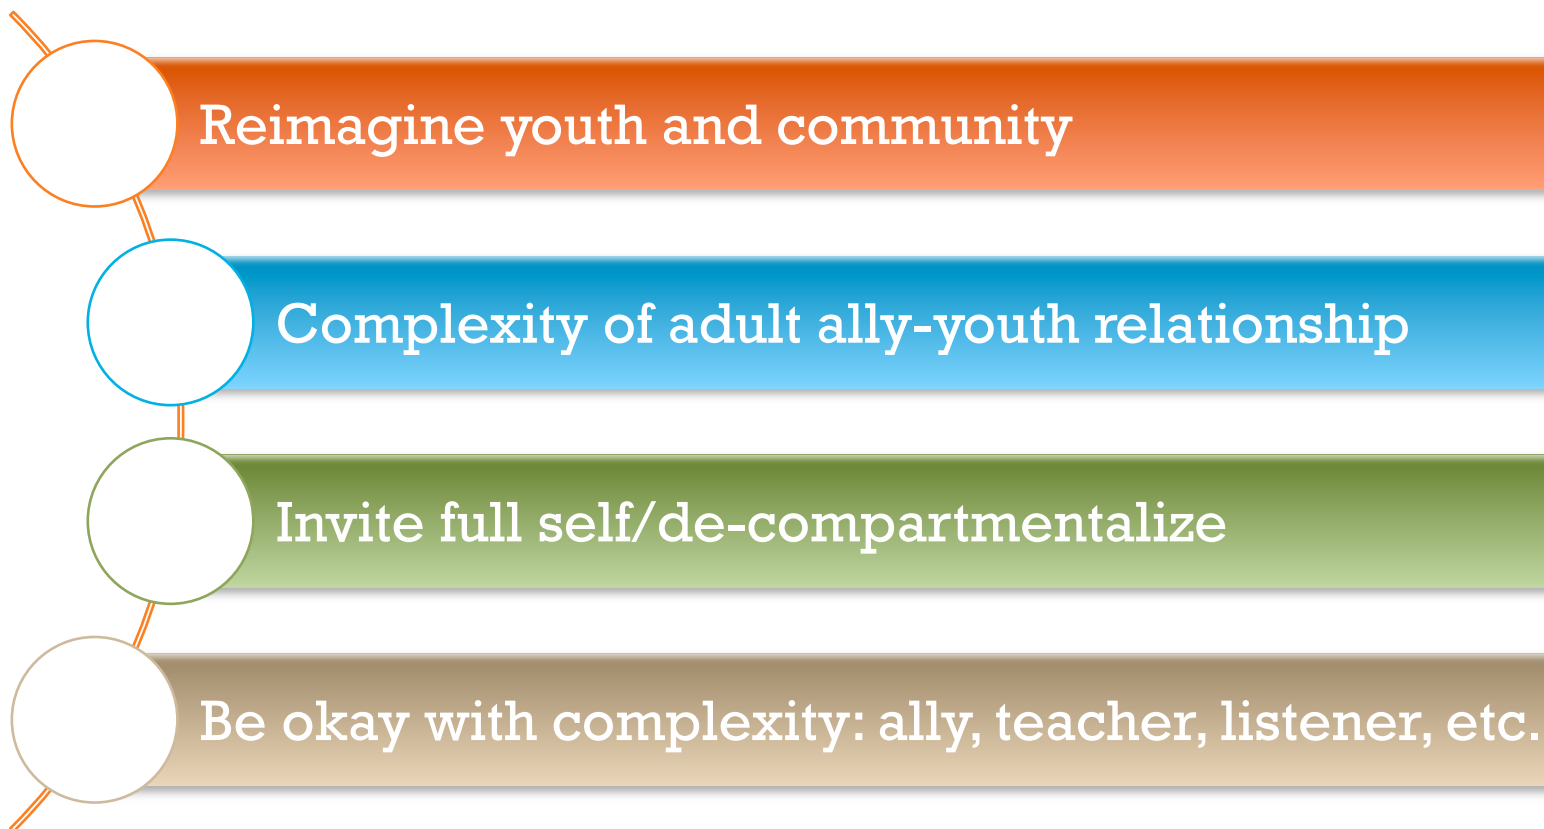 Reimagine youth and community
Complexity of adult ally-youth relationship
Invite full self/de-compartmentalize
Be okay with complexity: ally, teacher, listener, etc.